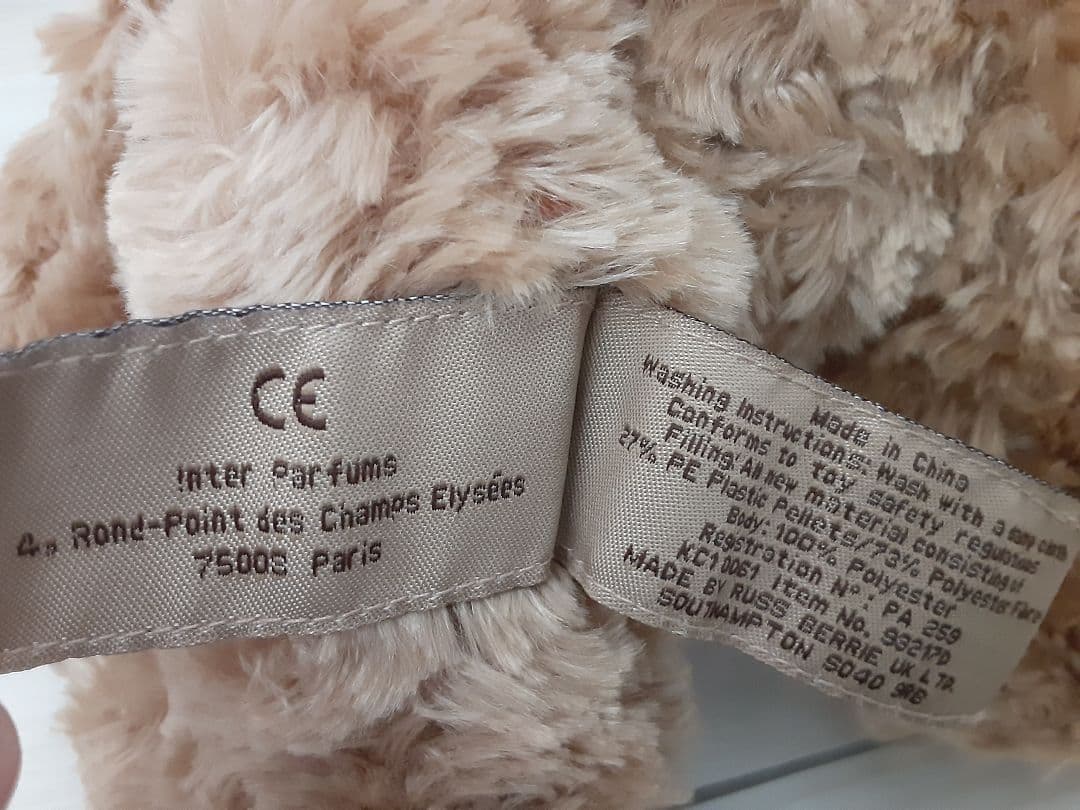 CE
Inter Parfums
4, Rond-Point des Champs Elysées
75008 Paris
Made in China
Washing Instructions: Wash with a damp cloth
Conforms to toy safety regulations
Filling: All new material consisting of
27% PE Plastic Pellets/73% Polyester Fibre
Body: 100% Polyester
Registration Nº: PA 259
KC10061 Item No. 93217D
MADE BY RUSS BERRIE UK LTD.
SOUTHAMPTON SO40 9RB